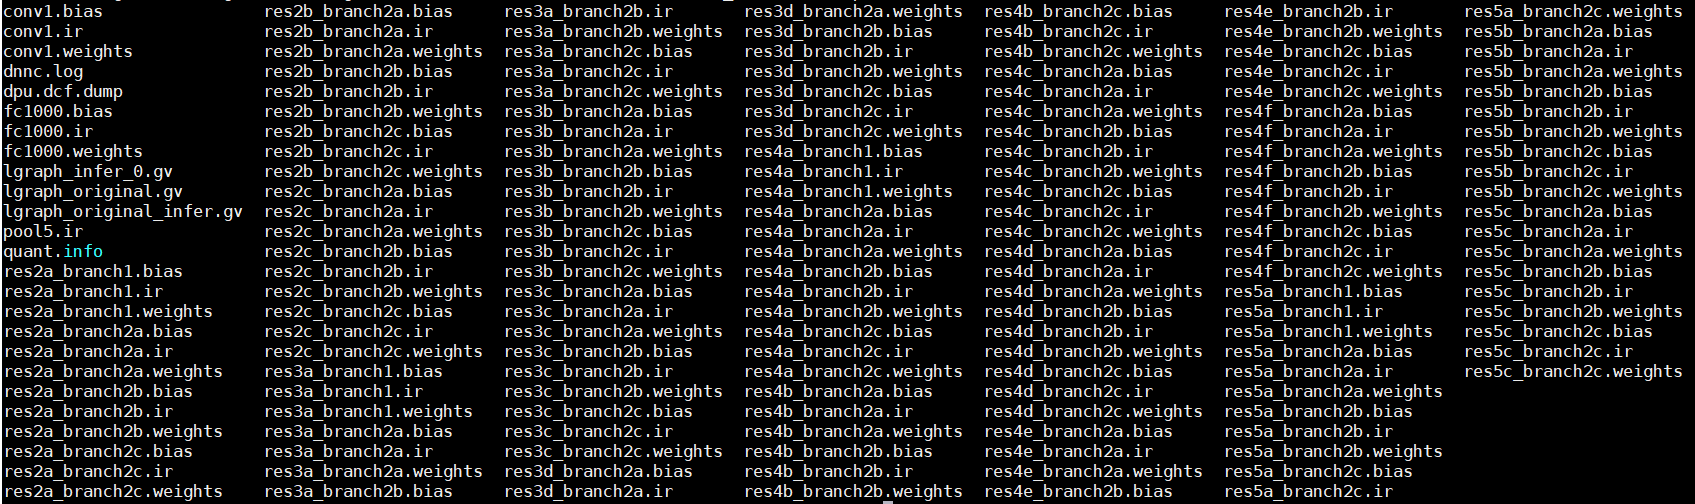 conv1.bias res2b_branch2a.bias res3a_branch2b.ir res3d_branch2a.weights res4b_branch2c.bias res4e_branch2b.ir res5a_branch2c.weights
conv1.ir res2b_branch2a.ir res3a_branch2b.weights res3d_branch2b.bias res4b_branch2c.ir res4e_branch2b.weights res5b_branch2a.bias
conv1.weights res2b_branch2a.weights res3a_branch2c.bias res3d_branch2b.ir res4b_branch2c.weights res4e_branch2c.bias res5b_branch2a.ir
dnnc.log res2b_branch2b.bias res3a_branch2c.ir res3d_branch2b.weights res4c_branch2a.bias res4e_branch2c.ir res5b_branch2a.weights
dpu.dcf.dump res2b_branch2b.ir res3a_branch2c.weights res3d_branch2c.bias res4c_branch2a.ir res4e_branch2c.weights res5b_branch2b.bias
fc1000.bias res2b_branch2b.weights res3b_branch2a.bias res3d_branch2c.ir res4c_branch2a.weights res4f_branch2a.bias res5b_branch2b.ir
fc1000.ir res2b_branch2c.bias res3b_branch2a.ir res3d_branch2c.weights res4c_branch2b.bias res4f_branch2a.ir res5b_branch2b.weights
fc1000.weights res2b_branch2c.ir res3b_branch2a.weights res4a_branch1.bias res4c_branch2b.ir res4f_branch2a.weights res5b_branch2c.bias
lgraph_infer_0.gv res2b_branch2c.weights res3b_branch2b.bias res4a_branch1.ir res4c_branch2b.weights res4f_branch2b.bias res5b_branch2c.ir
lgraph_original.gv res2c_branch2a.bias res3b_branch2b.ir res4a_branch1.weights res4c_branch2c.bias res4f_branch2b.ir res5b_branch2c.weights
lgraph_original_infer.gv res2c_branch2a.ir res3b_branch2b.weights res4a_branch2a.bias res4c_branch2c.ir res4f_branch2b.weights res5c_branch2a.bias
pool5.ir res2c_branch2a.weights res3b_branch2c.bias res4a_branch2a.ir res4c_branch2c.weights res4f_branch2c.bias res5c_branch2a.ir
quant.info res2c_branch2b.bias res3b_branch2c.ir res4a_branch2a.weights res4d_branch2a.bias res4f_branch2c.ir res5c_branch2a.weights
res2a_branch1.bias res2c_branch2b.ir res3b_branch2c.weights res4a_branch2b.bias res4d_branch2a.ir res4f_branch2c.weights res5c_branch2b.bias
res2a_branch1.ir res2c_branch2b.weights res3c_branch2a.bias res4a_branch2b.ir res4d_branch2a.weights res5a_branch1.bias res5c_branch2b.ir
res2a_branch1.weights res2c_branch2c.bias res3c_branch2a.ir res4a_branch2b.weights res4d_branch2b.bias res5a_branch1.ir res5c_branch2b.weights
res2a_branch2a.bias res2c_branch2c.ir res3c_branch2a.weights res4a_branch2c.bias res4d_branch2b.ir res5a_branch1.weights res5c_branch2c.bias
res2a_branch2a.ir res2c_branch2c.weights res3c_branch2b.bias res4a_branch2c.ir res4d_branch2b.weights res5a_branch2a.bias res5c_branch2c.ir
res2a_branch2a.weights res3a_branch1.bias res3c_branch2b.ir res4a_branch2c.weights res4d_branch2c.bias res5a_branch2a.ir res5c_branch2c.weights
res2a_branch2b.bias res3a_branch1.ir res3c_branch2b.weights res4b_branch2a.bias res4d_branch2c.ir res5a_branch2a.weights
res2a_branch2b.ir res3a_branch1.weights res3c_branch2c.bias res4b_branch2a.ir res4d_branch2c.weights res5a_branch2b.bias
res2a_branch2b.weights res3a_branch2a.bias res3c_branch2c.ir res4b_branch2a.weights res4e_branch2a.bias res5a_branch2b.ir
res2a_branch2c.bias res3a_branch2a.ir res3c_branch2c.weights res4b_branch2b.bias res4e_branch2a.ir res5a_branch2b.weights
res2a_branch2c.ir res3a_branch2a.weights res3d_branch2a.bias res4b_branch2b.ir res4e_branch2a.weights res5a_branch2c.bias
res2a_branch2c.weights res3a_branch2b.bias res3d_branch2a.ir res4b_branch2b.weights res4e_branch2b.bias res5a_branch2c.ir